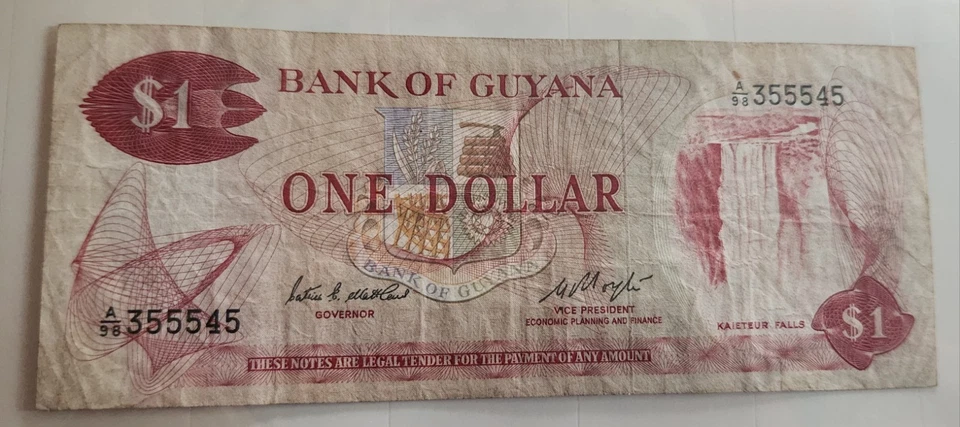 $1
BANK OF GUYANA
A/98 355545
ONE DOLLAR
BANK OF GUYANA
GOVERNOR
VICE PRESIDENT
ECONOMIC PLANNING AND FINANCE
A/98 355545
KAIETEUR FALLS
$1
THESE NOTES ARE LEGAL TENDER FOR THE PAYMENT OF ANY AMOUNT